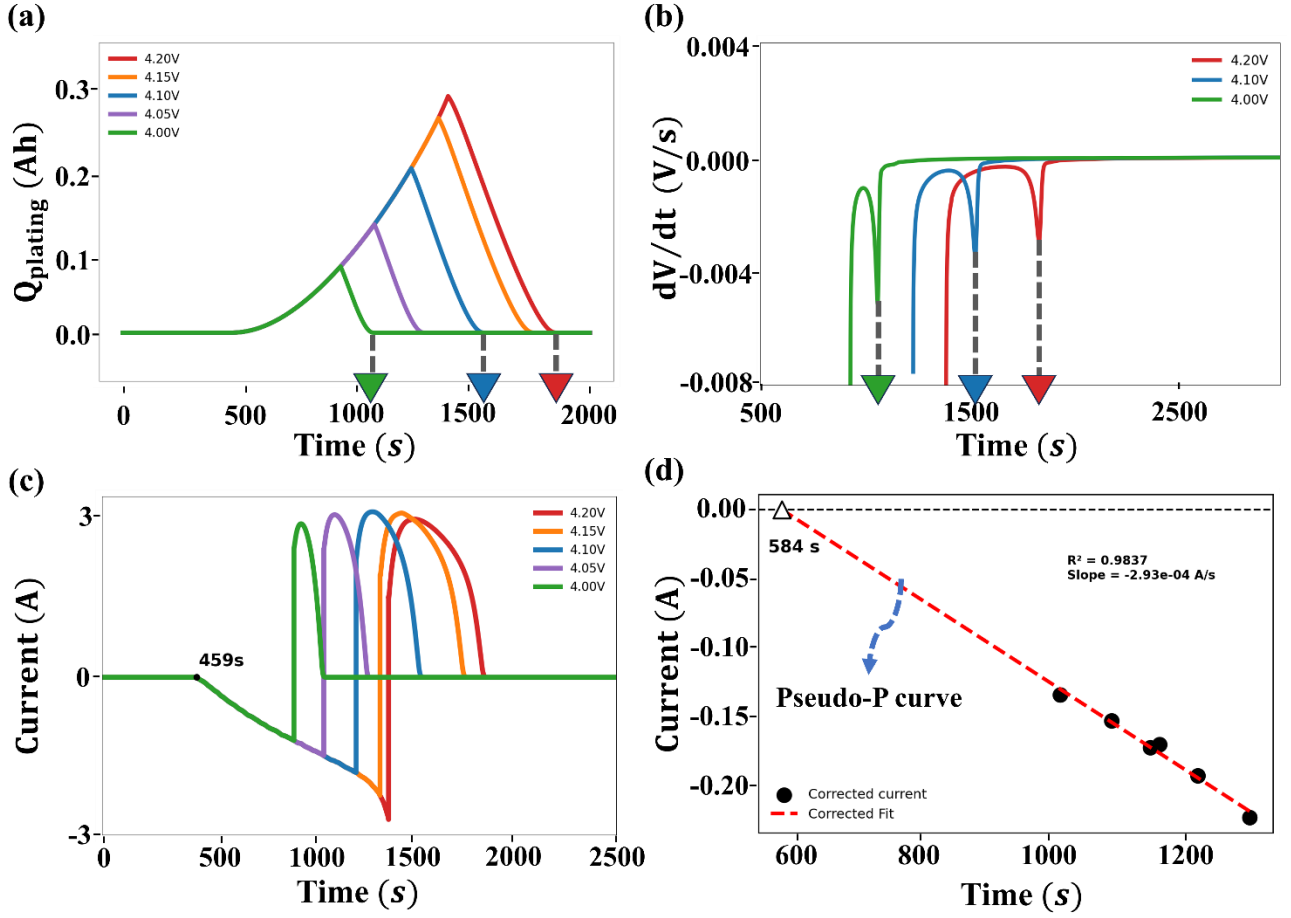 (a)
4.20V
4.15V
4.10V
4.05V
4.00V
0.3
0.2
0.1
0.0
Qplating (Ah)
0 500 1000 1500 2000
Time (s)
(b)
4.20V
4.10V
4.00V
0.004
0.000
-0.004
-0.008
dV/dt (V/s)
500 1500 2500
Time (s)
(c)
4.20V
4.15V
4.10V
4.05V
4.00V
3
0
-3
459s
Current (A)
0 500 1000 1500 2000 2500
Time (s)
(d)
0.00
-0.05
-0.10
-0.15
-0.20
584 s
R² = 0.9837
Slope = -2.93e-04 A/s
Pseudo-P curve
Corrected current
Corrected Fit
Current (A)
600 800 1000 1200
Time (s)